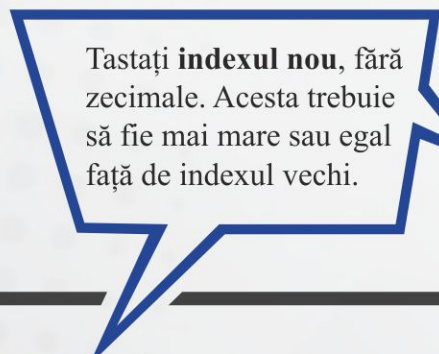 Tastați indexul nou, fără
zecimale. Acesta trebuie
să fie mai mare sau egal
față de indexul vechi.